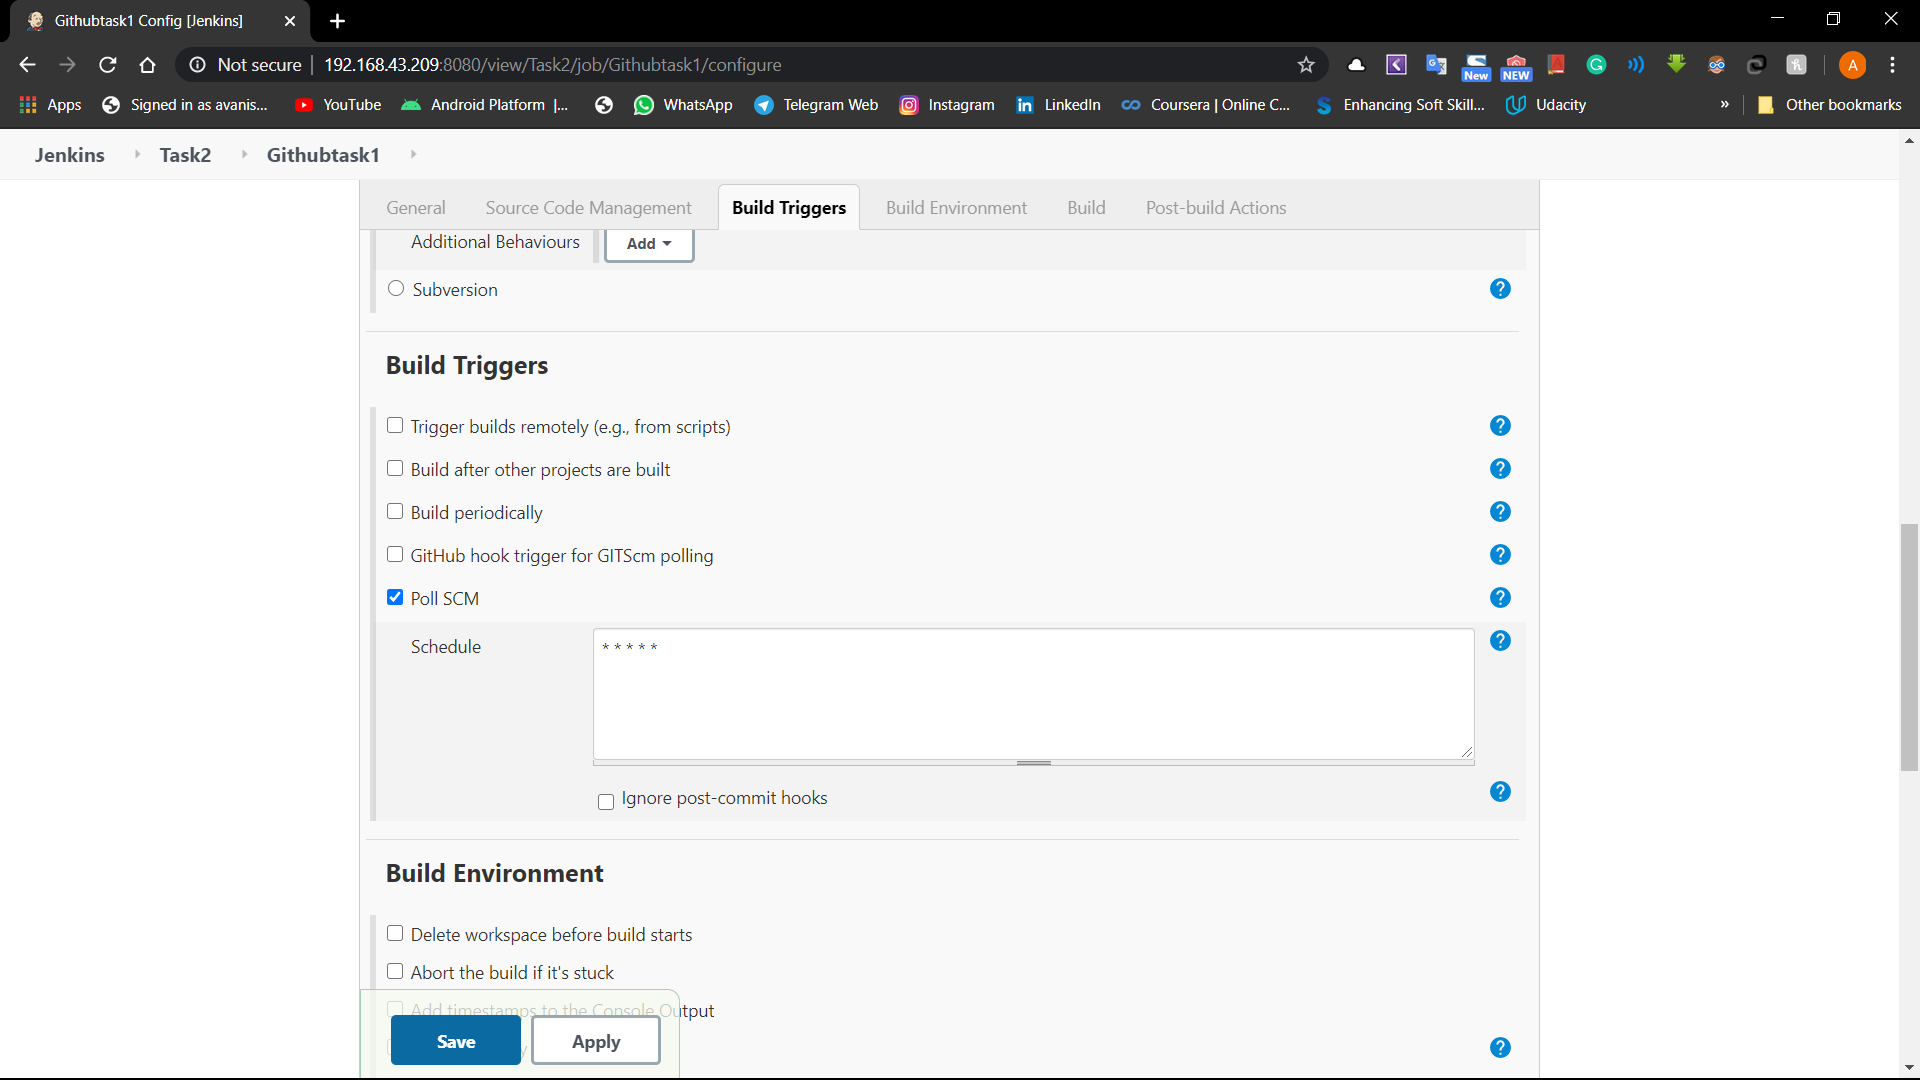 Githubtask1 Config [Jenkins]
Not secure 192.168.43.209:8080/view/Task2/job/Githubtask1/configure
New
NEW
A
Apps
Signed in as avanis...
YouTube
Android Platform |...
WhatsApp
Telegram Web
Instagram
LinkedIn
Coursera | Online C...
Enhancing Soft Skill...
Udacity
»
Other bookmarks
Jenkins
Task2
Githubtask1
General
Source Code Management
Build Triggers
Build Environment
Build
Post-build Actions
Additional Behaviours
Add
Subversion
Build Triggers
Trigger builds remotely (e.g., from scripts)
Build after other projects are built
Build periodically
GitHub hook trigger for GITScm polling
Poll SCM
Schedule
* * * * *
Ignore post-commit hooks
Build Environment
Delete workspace before build starts
Abort the build if it's stuck
Add timestamps to the Console Output
Save
Apply